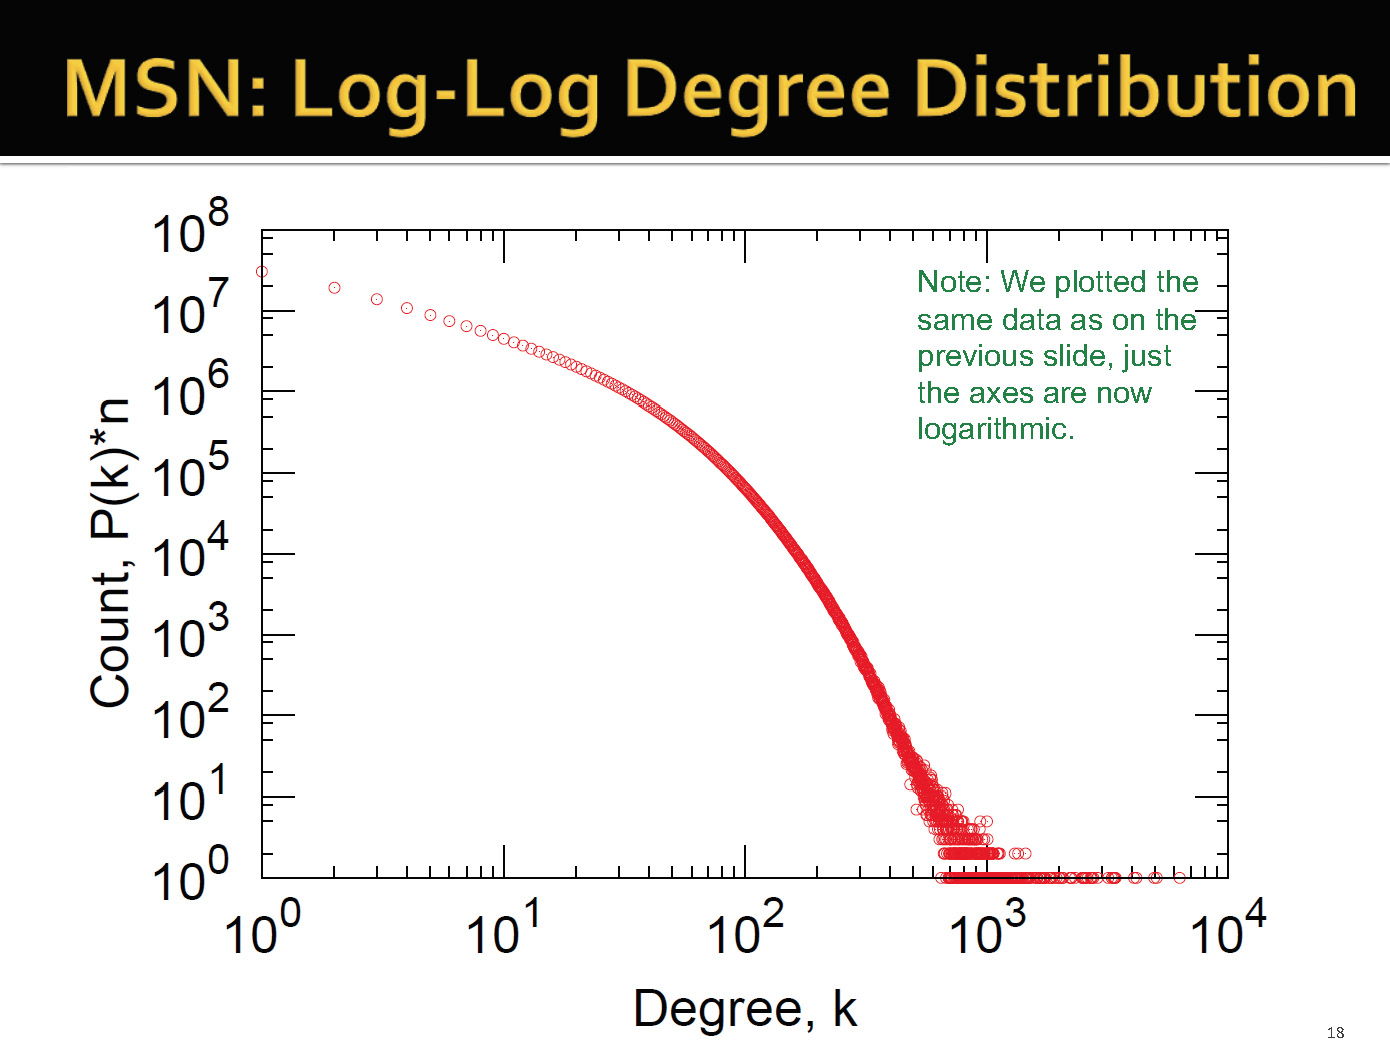 MSN: Log-Log Degree Distribution
10^8
10^7
10^6
10^5
10^4
10^3
10^2
10^1
10^0
Count, P(k)*n
Note: We plotted the
same data as on the
previous slide, just
the axes are now
logarithmic.
10^0 10^1 10^2 10^3 10^4
Degree, k
18